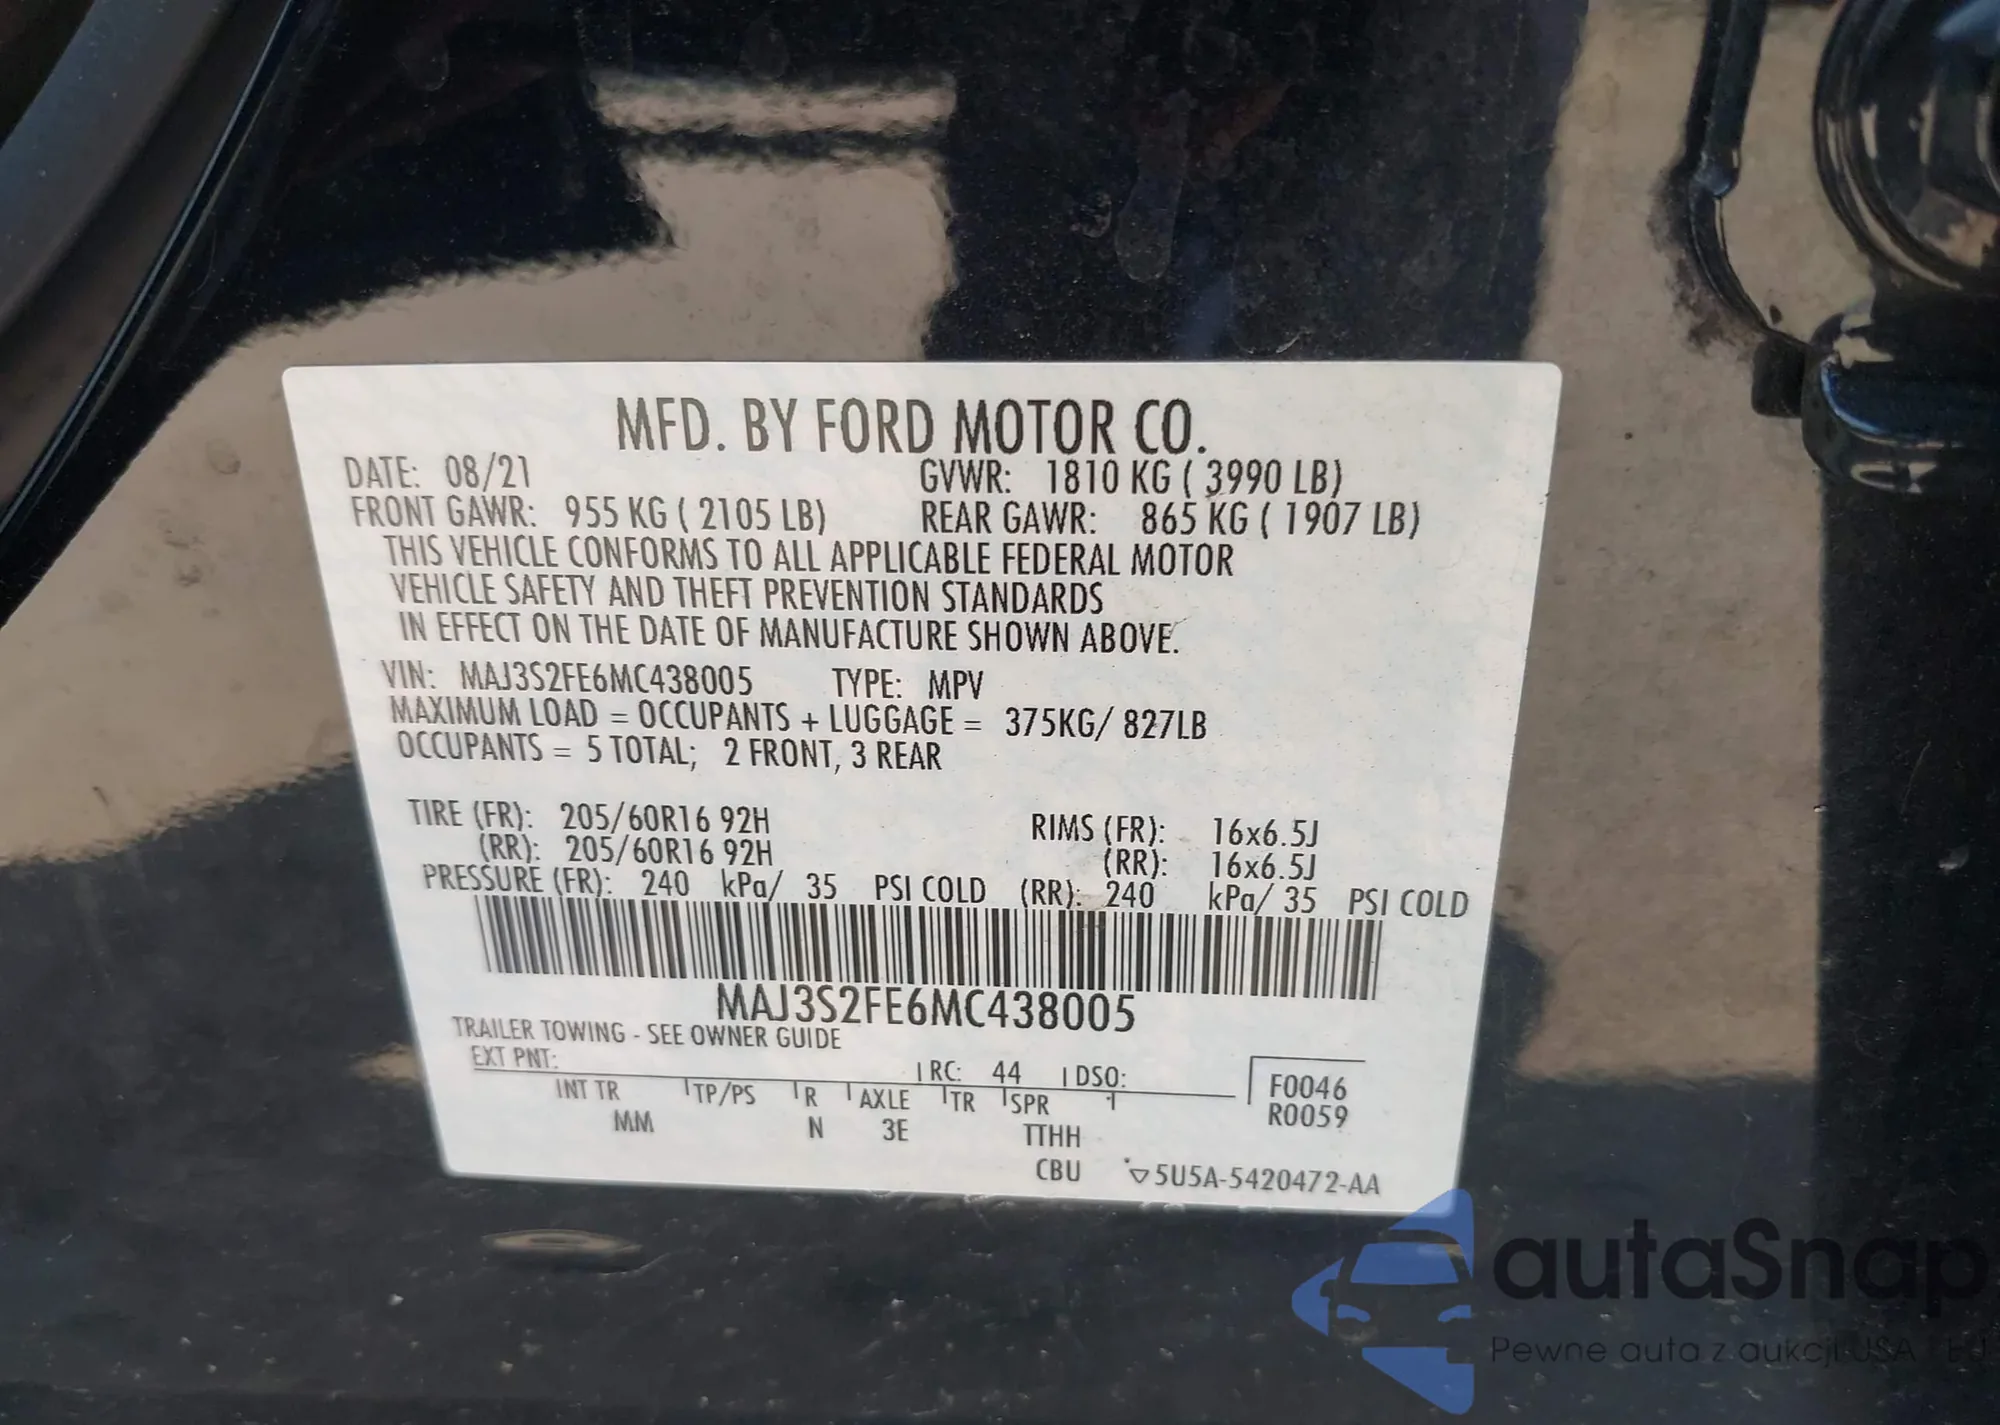 MFD. BY FORD MOTOR CO.
DATE: 08/21 GVWR: 1810 KG ( 3990 LB)
FRONT GAWR: 955 KG ( 2105 LB) REAR GAWR: 865 KG ( 1907 LB)
THIS VEHICLE CONFORMS TO ALL APPLICABLE FEDERAL MOTOR
VEHICLE SAFETY AND THEFT PREVENTION STANDARDS
IN EFFECT ON THE DATE OF MANUFACTURE SHOWN ABOVE.
VIN: MAJ3S2FE6MC438005 TYPE: MPV
MAXIMUM LOAD = OCCUPANTS + LUGGAGE = 375KG/ 827LB
OCCUPANTS = 5 TOTAL; 2 FRONT, 3 REAR
TIRE (FR): 205/60R16 92H RIMS (FR): 16x6.5J
(RR): 205/60R16 92H (RR): 16x6.5J
PRESSURE (FR): 240 kPa/ 35 PSI COLD (RR): 240 kPa/ 35 PSI COLD
MAJ3S2FE6MC438005
TRAILER TOWING - SEE OWNER GUIDE
EXT PNT: RC: 44 DSO:
INT TR TP/PS R AXLE TR SPR
F0046
R0059
MM N 3E TTHH
CBU 5U5A-5420472-AA
autaSnap
Pewne auta z aukcji USA